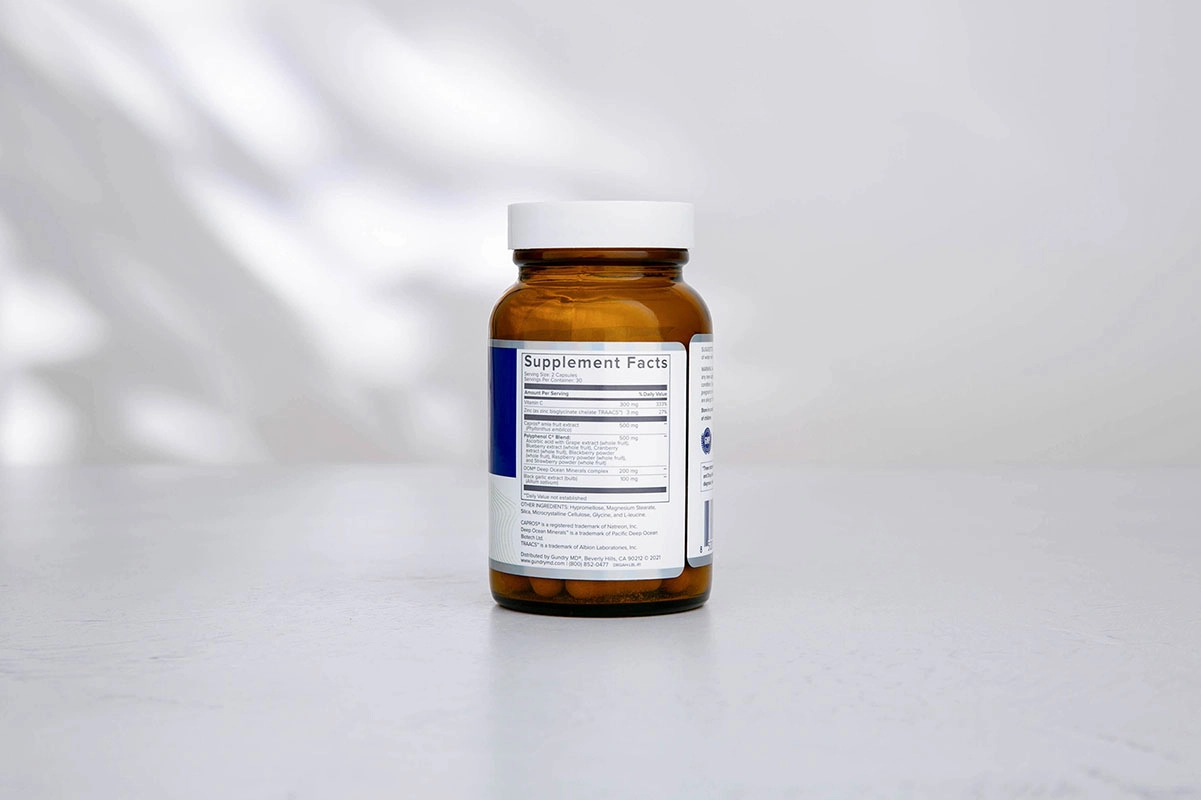 Supplement Facts
Serving Size: 2 Capsules
Servings Per Container: 30
Amount Per Serving % Daily Value
Vitamin C 300 mg 333%
Zinc (as zinc bisglycinate chelate TRAACS™) 3 mg 27%
Capros® amla fruit extract 500 mg **
(Phyllanthus emblica)
Polyphenol C® Blend: 500 mg **
Ascorbic acid with Grape extract (whole fruit),
Blueberry extract (whole fruit), Cranberry
extract (whole fruit), Blackberry powder
(whole fruit), Raspberry powder (whole fruit),
and Strawberry powder (whole fruit)
DOM® Deep Ocean Minerals complex 200 mg **
Black garlic extract (bulb) 100 mg **
(Allium sativum)
**Daily Value not established
OTHER INGREDIENTS: Hypromellose, Magnesium Stearate,
Silica, Microcrystalline Cellulose, Glycine, and L-leucine.
CAPROS® is a registered trademark of Natreon, Inc.
Deep Ocean Minerals™ is a trademark of Pacific Deep Ocean
Biotech Ltd.
TRAACS™ is a trademark of Albion Laboratories, Inc.
Distributed by Gundry MD®, Beverly Hills, CA 90212 © 2021
www.gundrymd.com | (800) 852-0477
GMP